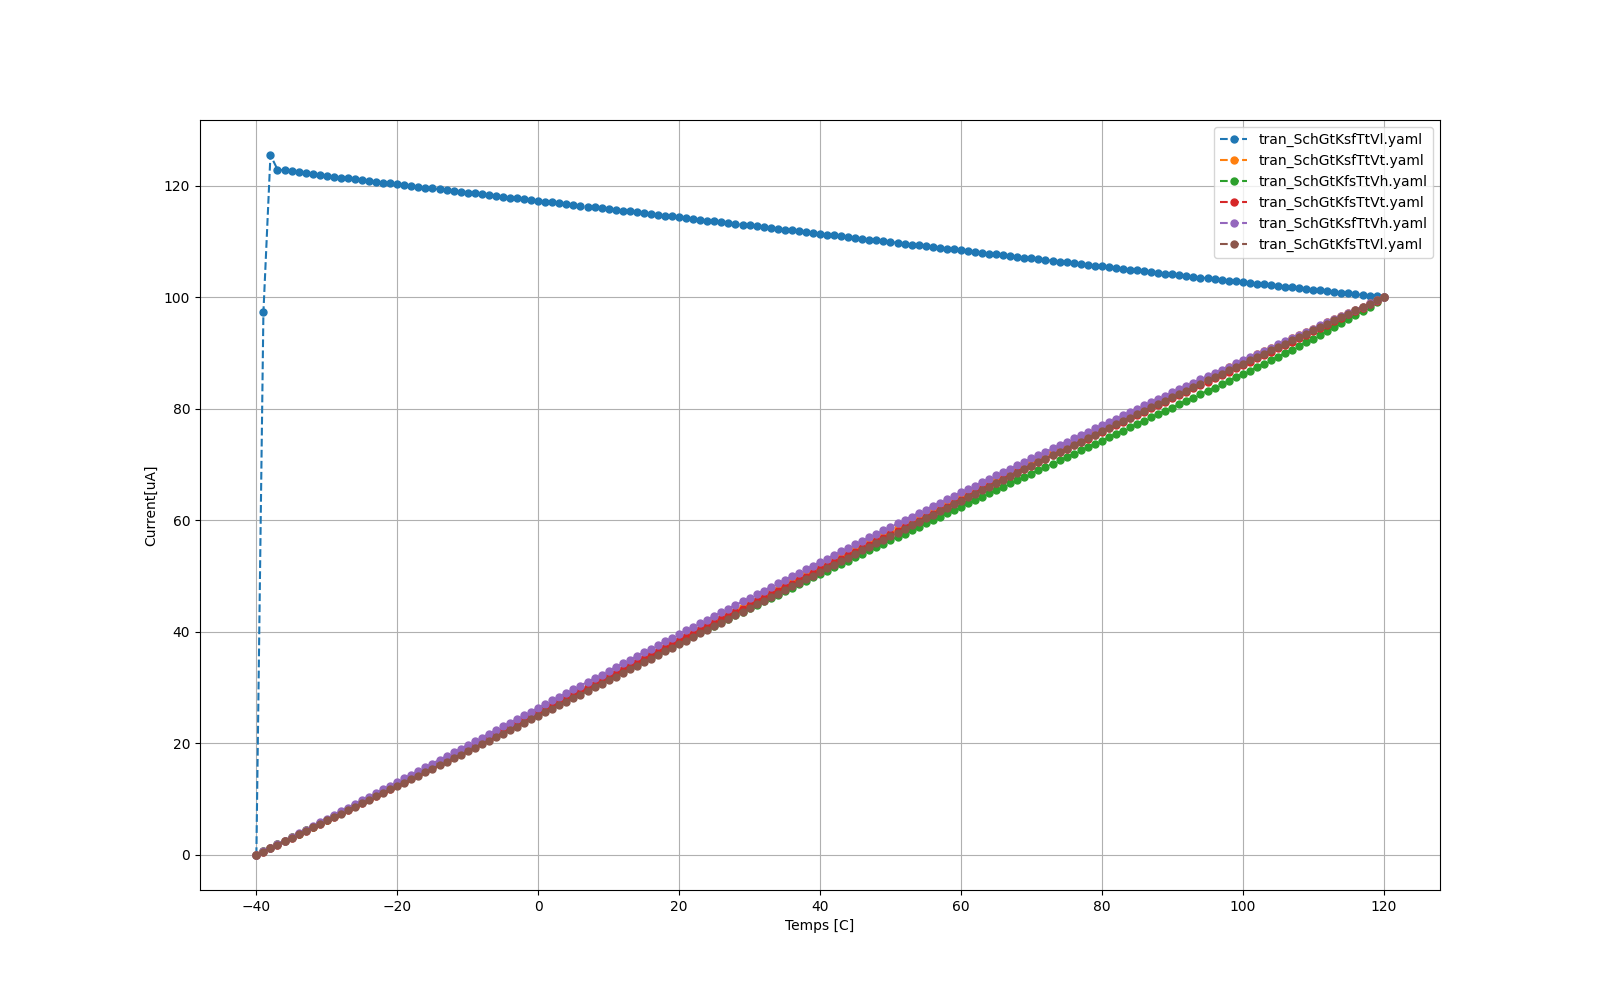 tran_SchGtKsfTtVl.yaml
tran_SchGtKsfTtVt.yaml
tran_SchGtKfsTtVh.yaml
tran_SchGtKfsTtVt.yaml
tran_SchGtKsfTtVh.yaml
tran_SchGtKfsTtVl.yaml
120
100
80
60
40
20
0
Current[uA]
−40 −20 0 20 40 60 80 100 120
Temps [C]